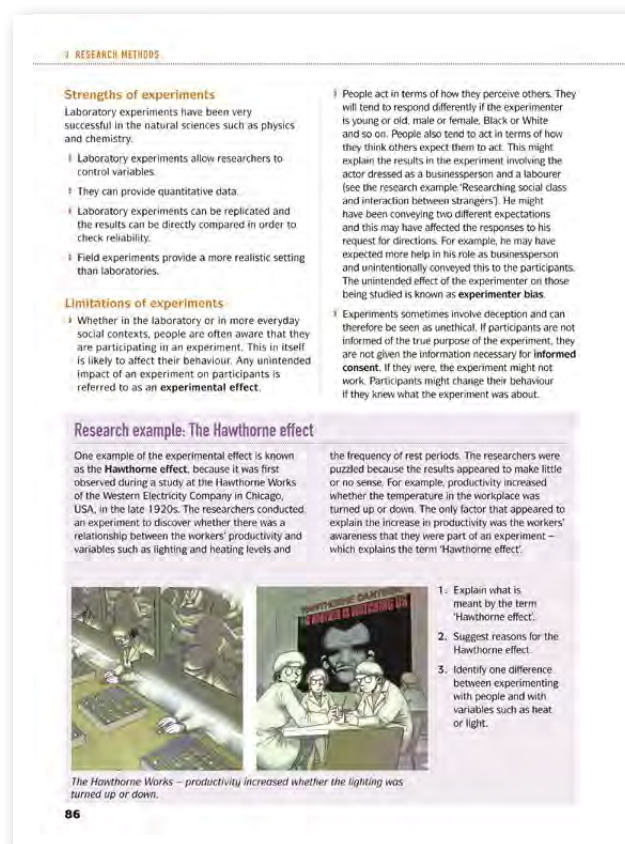 RESEARCH METHODS
Strengths of experiments
Laboratory experiments have been very
successful in the natural sciences such as physics
and chemistry.
Laboratory experiments allow researchers to
control variables.
They can provide quantitative data.
Laboratory experiments can be replicated and
the results can be directly compared in order to
check reliability.
Field experiments provide a more realistic setting
than laboratories.
Limitations of experiments
Whether in the laboratory or in more everyday
social contexts, people are often aware that they
are participating in an experiment. This in itself
is likely to affect their behaviour. Any unintended
impact of an experiment on participants is
referred to as an experimental effect.
People act in terms of how they perceive others. They
will tend to respond differently if the experimenter
is young or old, male or female, Black or White
and so on. People also tend to act in terms of how
they think others expect them to act. This might
explain the results in the experiment involving the
actor dressed as a businessperson and a labourer
(see the research example 'Researching social class
and interaction between strangers'). He might
have been conveying two different expectations
and this may have affected the responses to his
request for directions. For example, he may have
expected more help in his role as businessperson
and unintentionally conveyed this to the participants.
The unintended effect of the experimenter on those
being studied is known as experimenter bias.
Experiments sometimes involve deception and can
therefore be seen as unethical. If participants are not
informed of the true purpose of the experiment, they
are not given the information necessary for informed
consent. If they were, the experiment might not
work. Participants might change their behaviour
if they knew what the experiment was about.
Research example: The Hawthorne effect
One example of the experimental effect is known
as the Hawthorne effect, because it was first
observed during a study at the Hawthorne Works
of the Western Electricity Company in Chicago,
USA, in the late 1920s. The researchers conducted
an experiment to discover whether there was a
relationship between the workers' productivity and
variables such as lighting and heating levels and
the frequency of rest periods. The researchers were
puzzled because the results appeared to make little
or no sense. For example, productivity increased
whether the temperature in the workplace was
turned up or down. The only factor that appeared to
explain the increase in productivity was the workers'
awareness that they were part of an experiment –
which explains the term 'Hawthorne effect'.
HAWTHORNE CANTEEN
BROTHER IS WATCHING US
1. Explain what is
meant by the term
'Hawthorne effect'.
2. Suggest reasons for the
Hawthorne effect.
3. Identify one difference
between experimenting
with people and with
variables such as heat
or light.
The Hawthorne Works – productivity increased whether the lighting was
turned up or down.
86